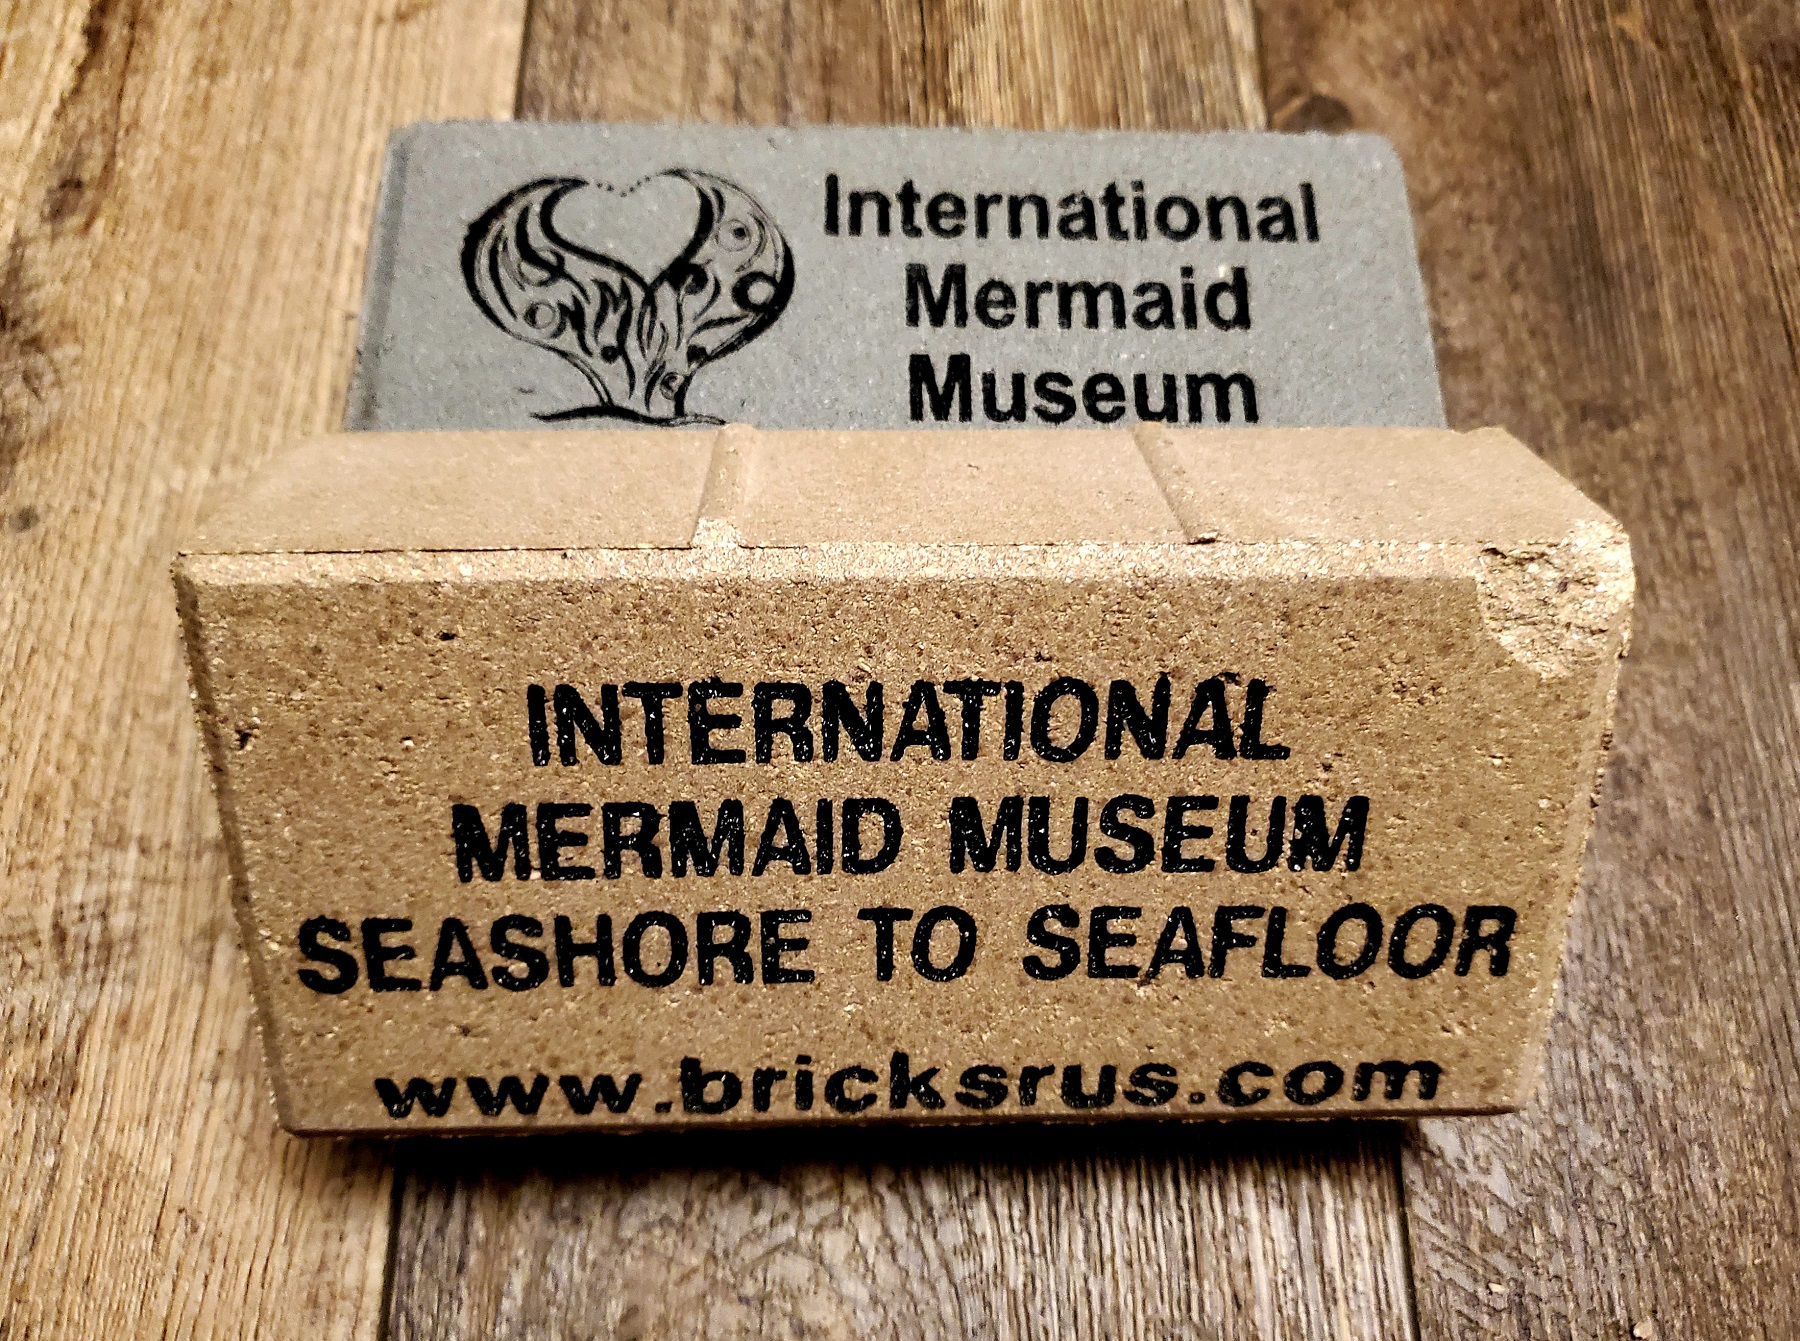 International
Mermaid
Museum
INTERNATIONAL
MERMAID MUSEUM
SEASHORE TO SEAFLOOR
www.bricksrus.com